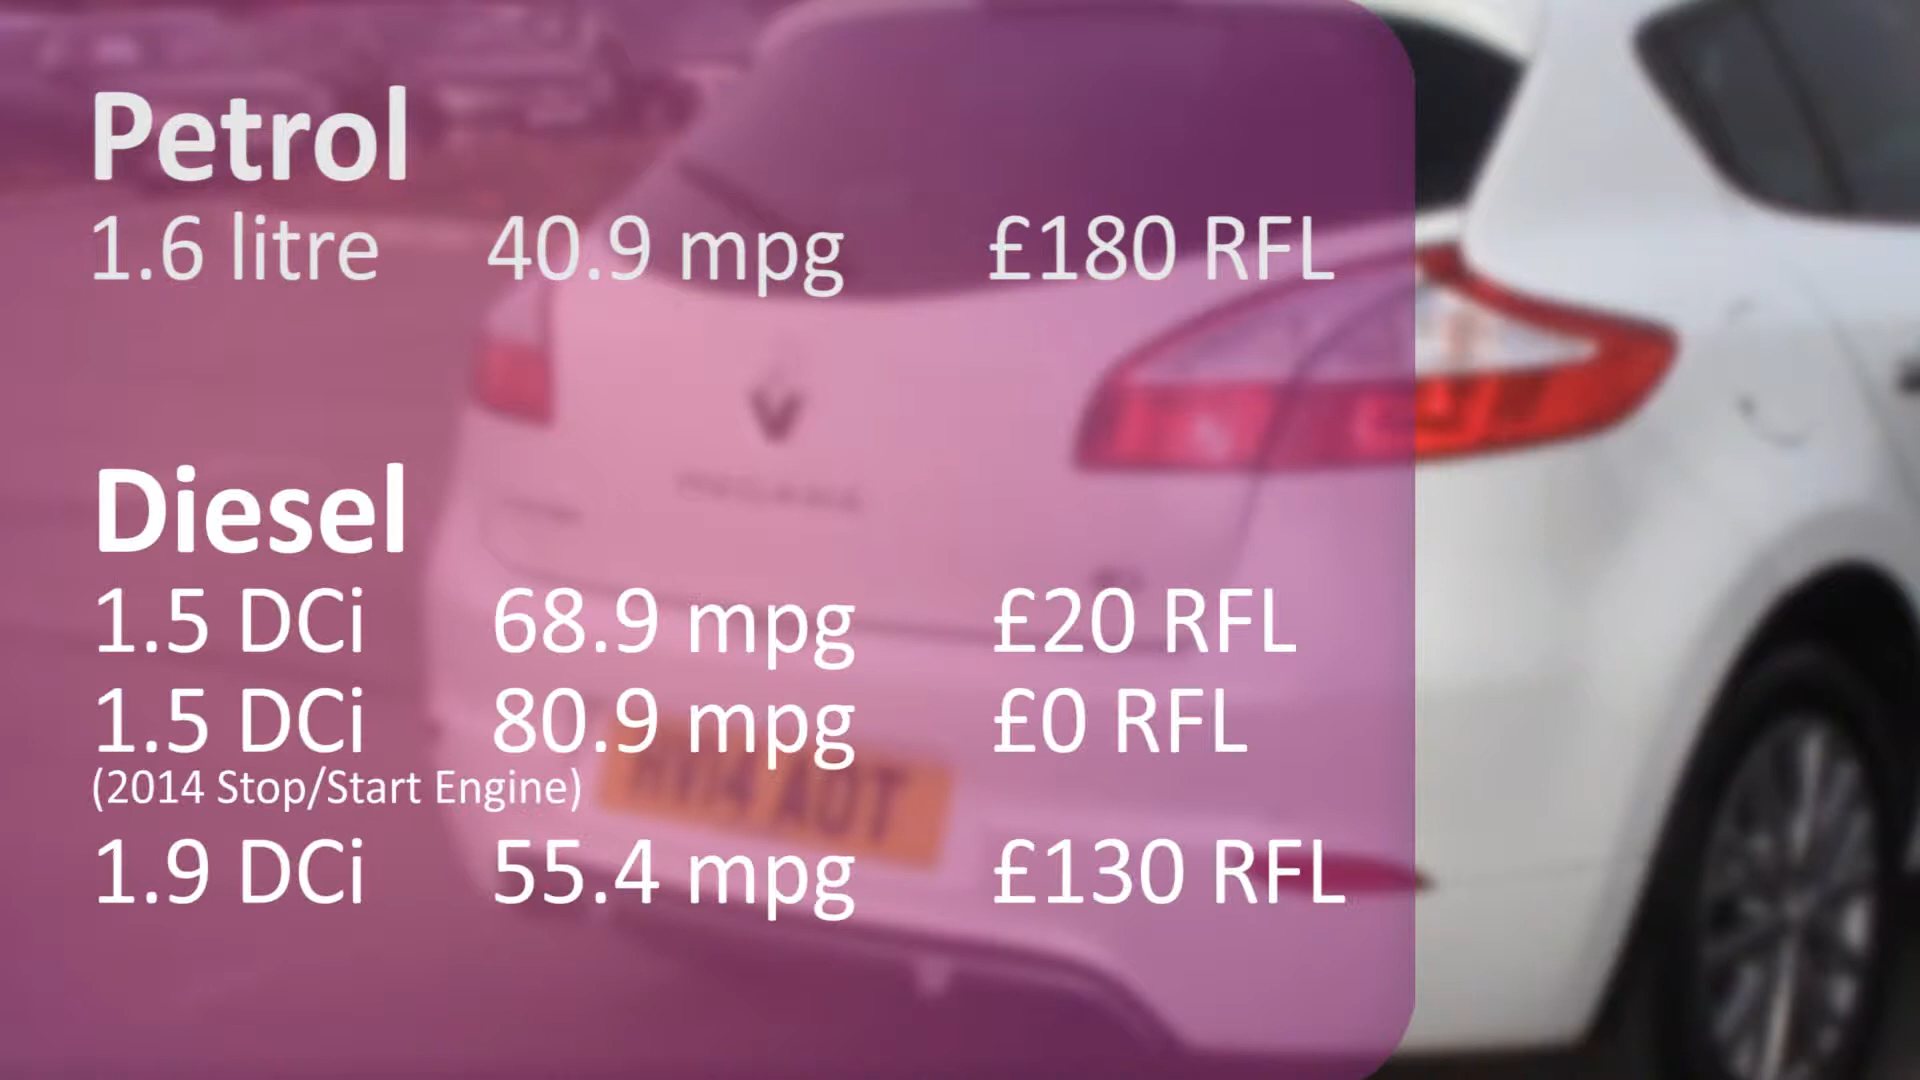 Petrol
1.6 litre 40.9 mpg £180 RFL
Diesel
1.5 DCi 68.9 mpg £20 RFL
1.5 DCi 80.9 mpg £0 RFL
(2014 Stop/Start Engine)
1.9 DCi 55.4 mpg £130 RFL